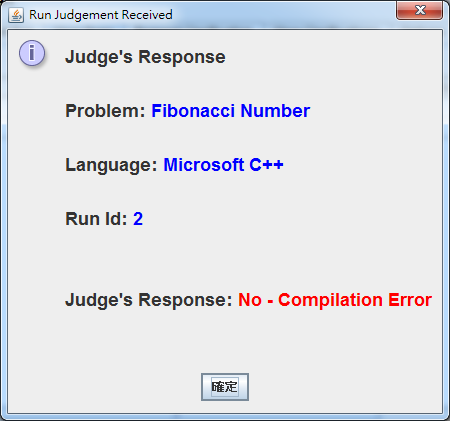 Run Judgement Received
Judge's Response
Problem: Fibonacci Number
Language: Microsoft C++
Run Id: 2
Judge's Response: No - Compilation Error
確定